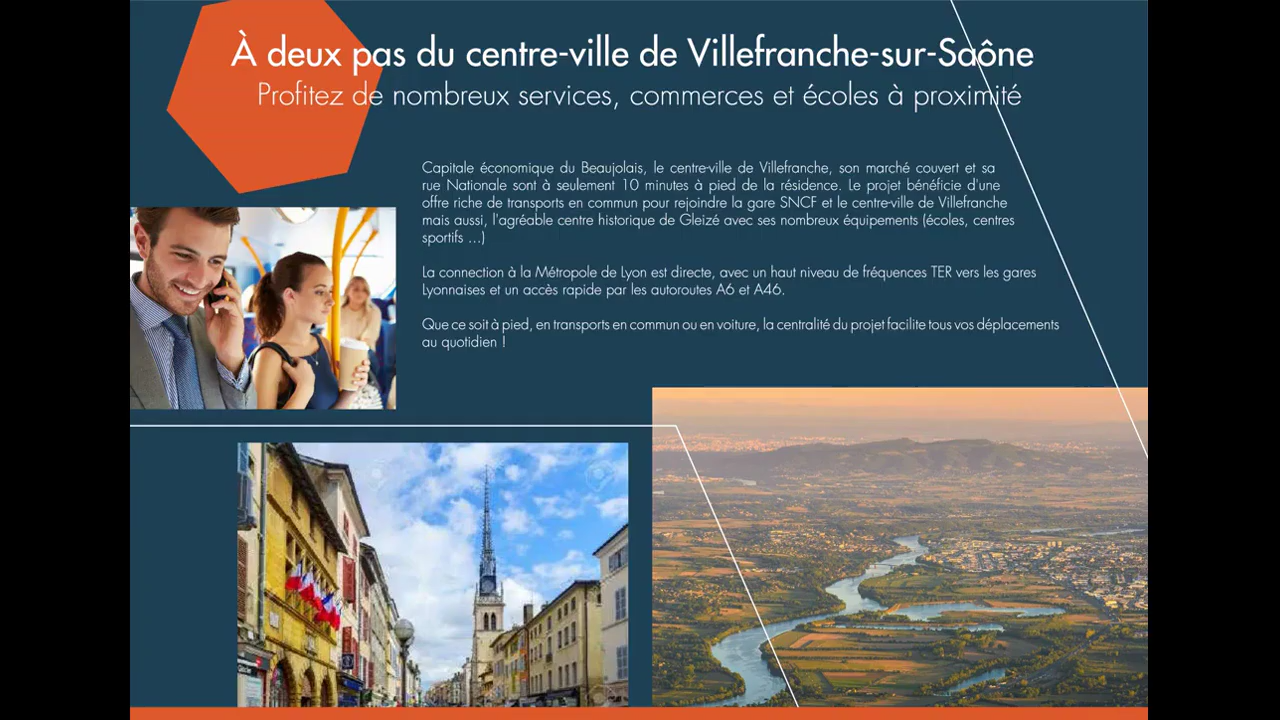 À deux pas du centre-ville de Villefranche-sur-Saône
Profitez de nombreux services, commerces et écoles à proximité
Capitale économique du Beaujolais, le centre-ville de Villefranche, son marché couvert et sa
rue Nationale sont à seulement 10 minutes à pied de la résidence. Le projet bénéficie d'une
offre riche de transports en commun pour rejoindre la gare SNCF et le centre-ville de Villefranche
mais aussi, l'agréable centre historique de Gleizé avec ses nombreux équipements (écoles, centres
sportifs ...)
La connection à la Métropole de Lyon est directe, avec un haut niveau de fréquences TER vers les gares
Lyonnaises et un accès rapide par les autoroutes A6 et A46.
Que ce soit à pied, en transports en commun ou en voiture, la centralité du projet facilite tous vos déplacements
au quotidien !